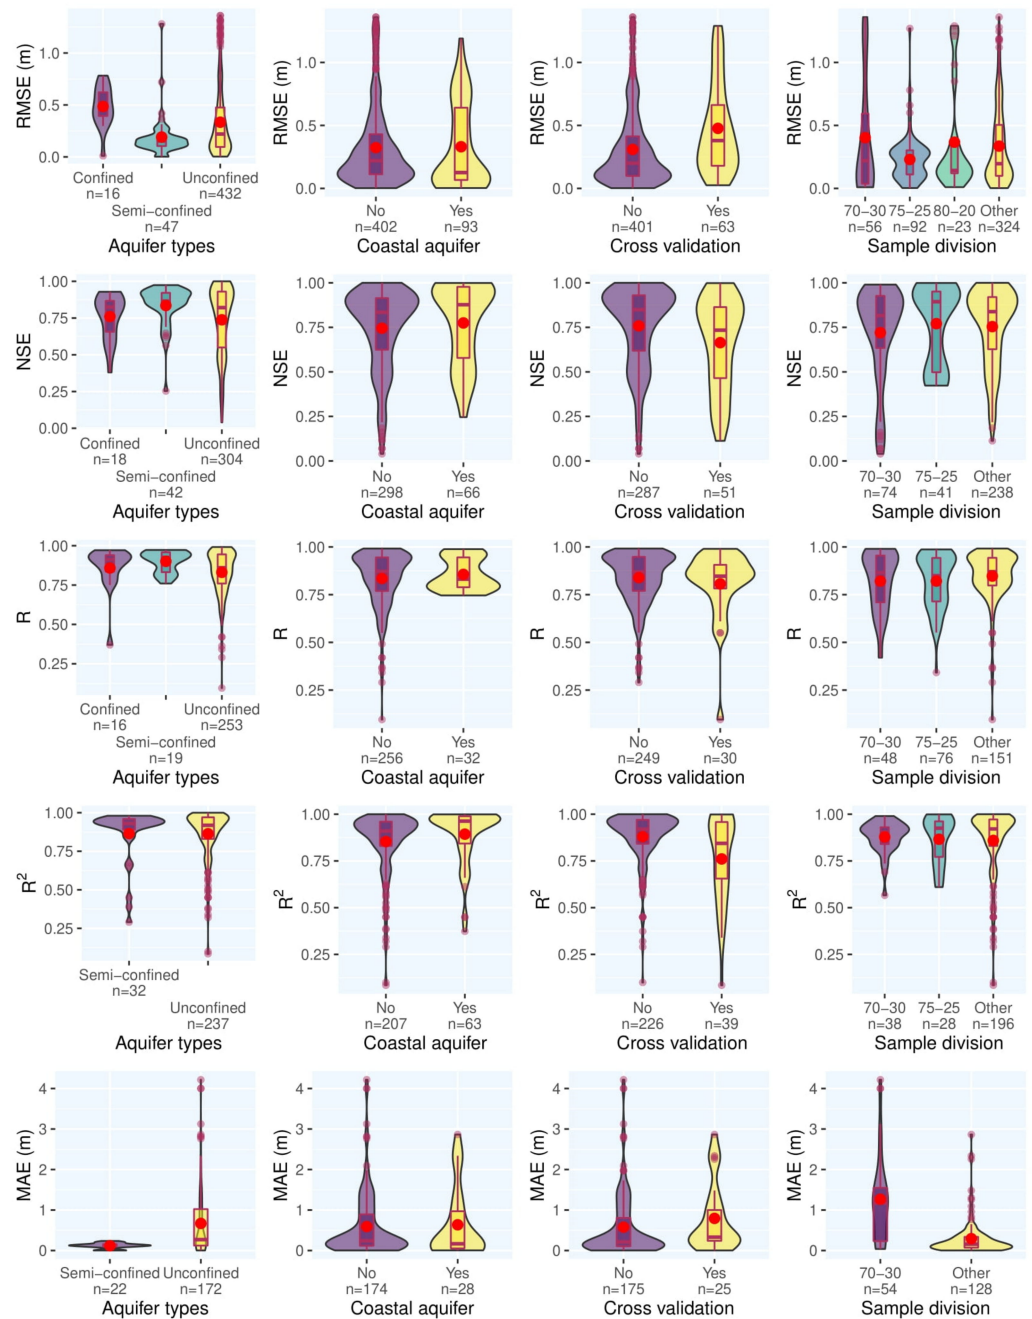 RMSE (m)
1.0
0.5
0.0
Confined
n=16
Unconfined
n=432
Semi-confined
n=47
Aquifer types
RMSE (m)
1.0
0.5
0.0
No
n=402
Yes
n=93
Coastal aquifer
RMSE (m)
1.0
0.5
0.0
No
n=401
Yes
n=63
Cross validation
RMSE (m)
1.0
0.5
0.0
70-30 75-25 80-20 Other
n=56 n=92 n=23 n=324
Sample division
NSE
1.00
0.75
0.50
0.25
0.00
Confined
n=18
Unconfined
n=304
Semi-confined
n=42
Aquifer types
NSE
1.00
0.75
0.50
0.25
0.00
No
n=298
Yes
n=66
Coastal aquifer
NSE
1.00
0.75
0.50
0.25
0.00
No
n=287
Yes
n=51
Cross validation
NSE
1.00
0.75
0.50
0.25
0.00
70-30 75-25 Other
n=74 n=41 n=238
Sample division
R
1.00
0.75
0.50
0.25
Confined
n=16
Unconfined
n=253
Semi-confined
n=19
Aquifer types
R
1.00
0.75
0.50
0.25
No
n=256
Yes
n=32
Coastal aquifer
R
1.00
0.75
0.50
0.25
No
n=249
Yes
n=30
Cross validation
R
1.00
0.75
0.50
0.25
70-30 75-25 Other
n=48 n=76 n=151
Sample division
R²
1.00
0.75
0.50
0.25
Semi-confined
n=32
Unconfined
n=237
Aquifer types
R²
1.00
0.75
0.50
0.25
No
n=207
Yes
n=63
Coastal aquifer
R²
1.00
0.75
0.50
0.25
No
n=226
Yes
n=39
Cross validation
R²
1.00
0.75
0.50
0.25
70-30 75-25 Other
n=38 n=28 n=196
Sample division
MAE (m)
4
3
2
1
0
Semi-confined Unconfined
n=22 n=172
Aquifer types
MAE (m)
4
3
2
1
0
No
n=174
Yes
n=28
Coastal aquifer
MAE (m)
4
3
2
1
0
No
n=175
Yes
n=25
Cross validation
MAE (m)
4
3
2
1
0
70-30 Other
n=54 n=128
Sample division